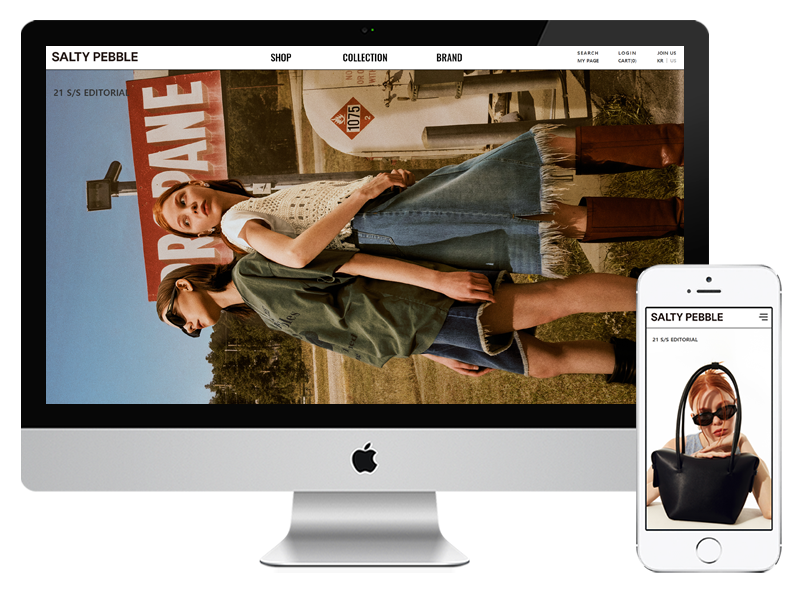 SALTY PEBBLE
SHOP
COLLECTION
BRAND
SEARCH
LOGIN
JOIN US
MY PAGE
CART(0)
KR | US
21 S/S EDITORIAL
PROPANE
1075
2
SALTY PEBBLE
21 S/S EDITORIAL